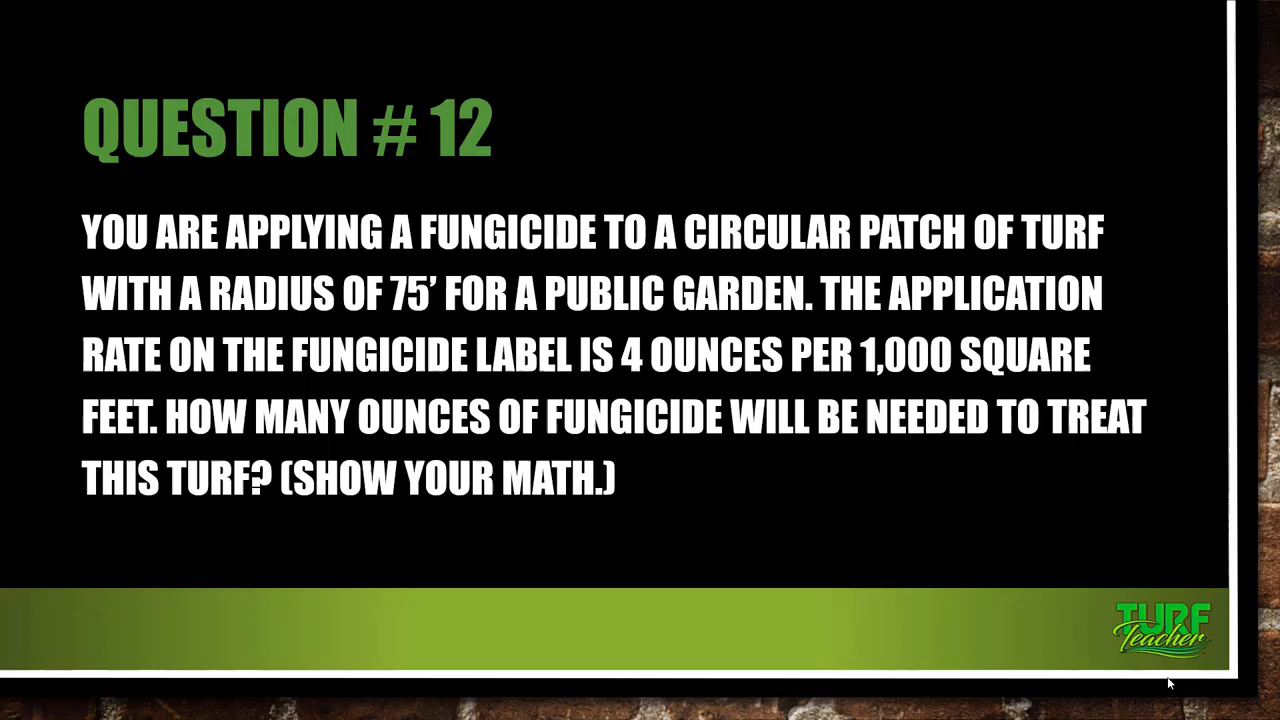 QUESTION # 12
YOU ARE APPLYING A FUNGICIDE TO A CIRCULAR PATCH OF TURF
WITH A RADIUS OF 75’ FOR A PUBLIC GARDEN. THE APPLICATION
RATE ON THE FUNGICIDE LABEL IS 4 OUNCES PER 1,000 SQUARE
FEET. HOW MANY OUNCES OF FUNGICIDE WILL BE NEEDED TO TREAT
THIS TURF? (SHOW YOUR MATH.)
TURF
Teacher